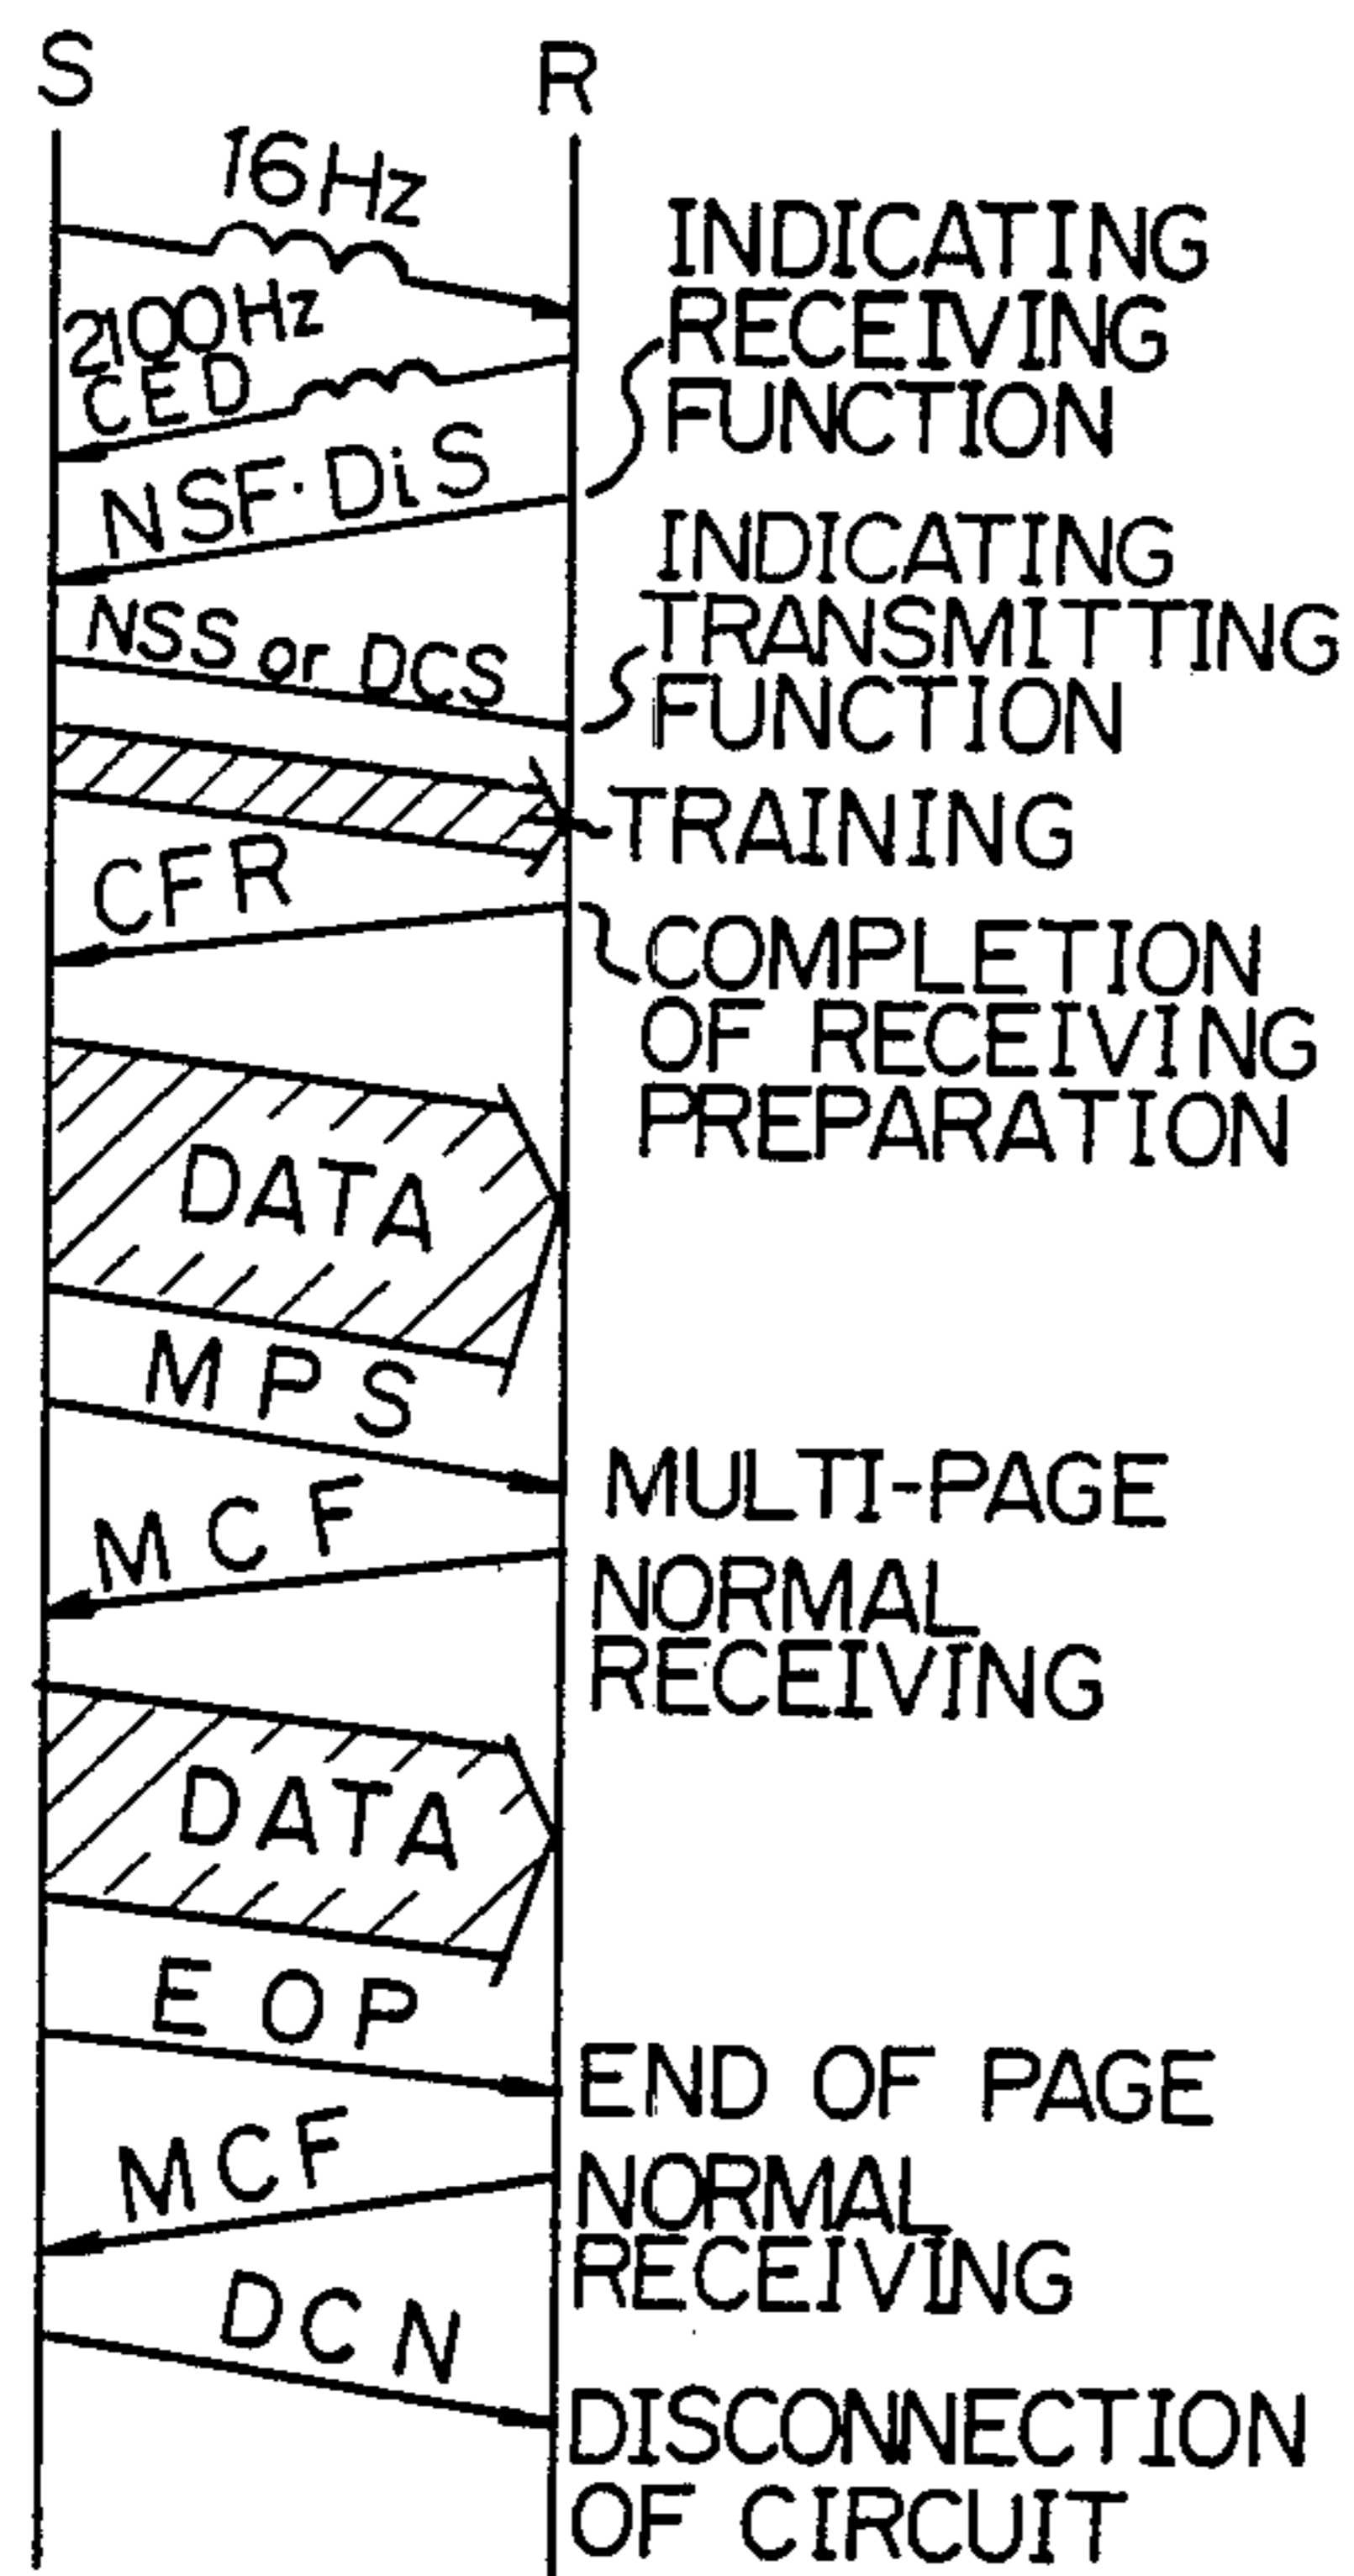 S
R
16Hz
INDICATING
RECEIVING
FUNCTION
2100Hz
CED
NSF·DiS
INDICATING
TRANSMITTING
FUNCTION
NSS or DCS
TRAINING
CFR
COMPLETION
OF RECEIVING
PREPARATION
DATA
MPS
MULTI-PAGE
MCF
NORMAL
RECEIVING
DATA
EOP
END OF PAGE
MCF
NORMAL
RECEIVING
DCN
DISCONNECTION
OF CIRCUIT